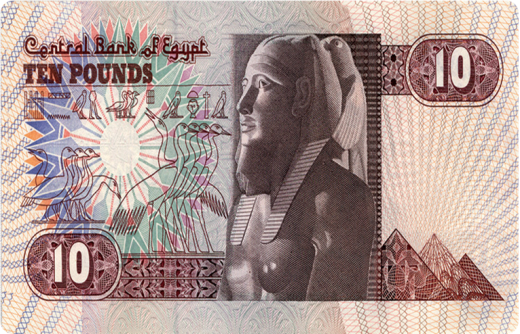 Central Bank of Egypt
TEN POUNDS
10
10